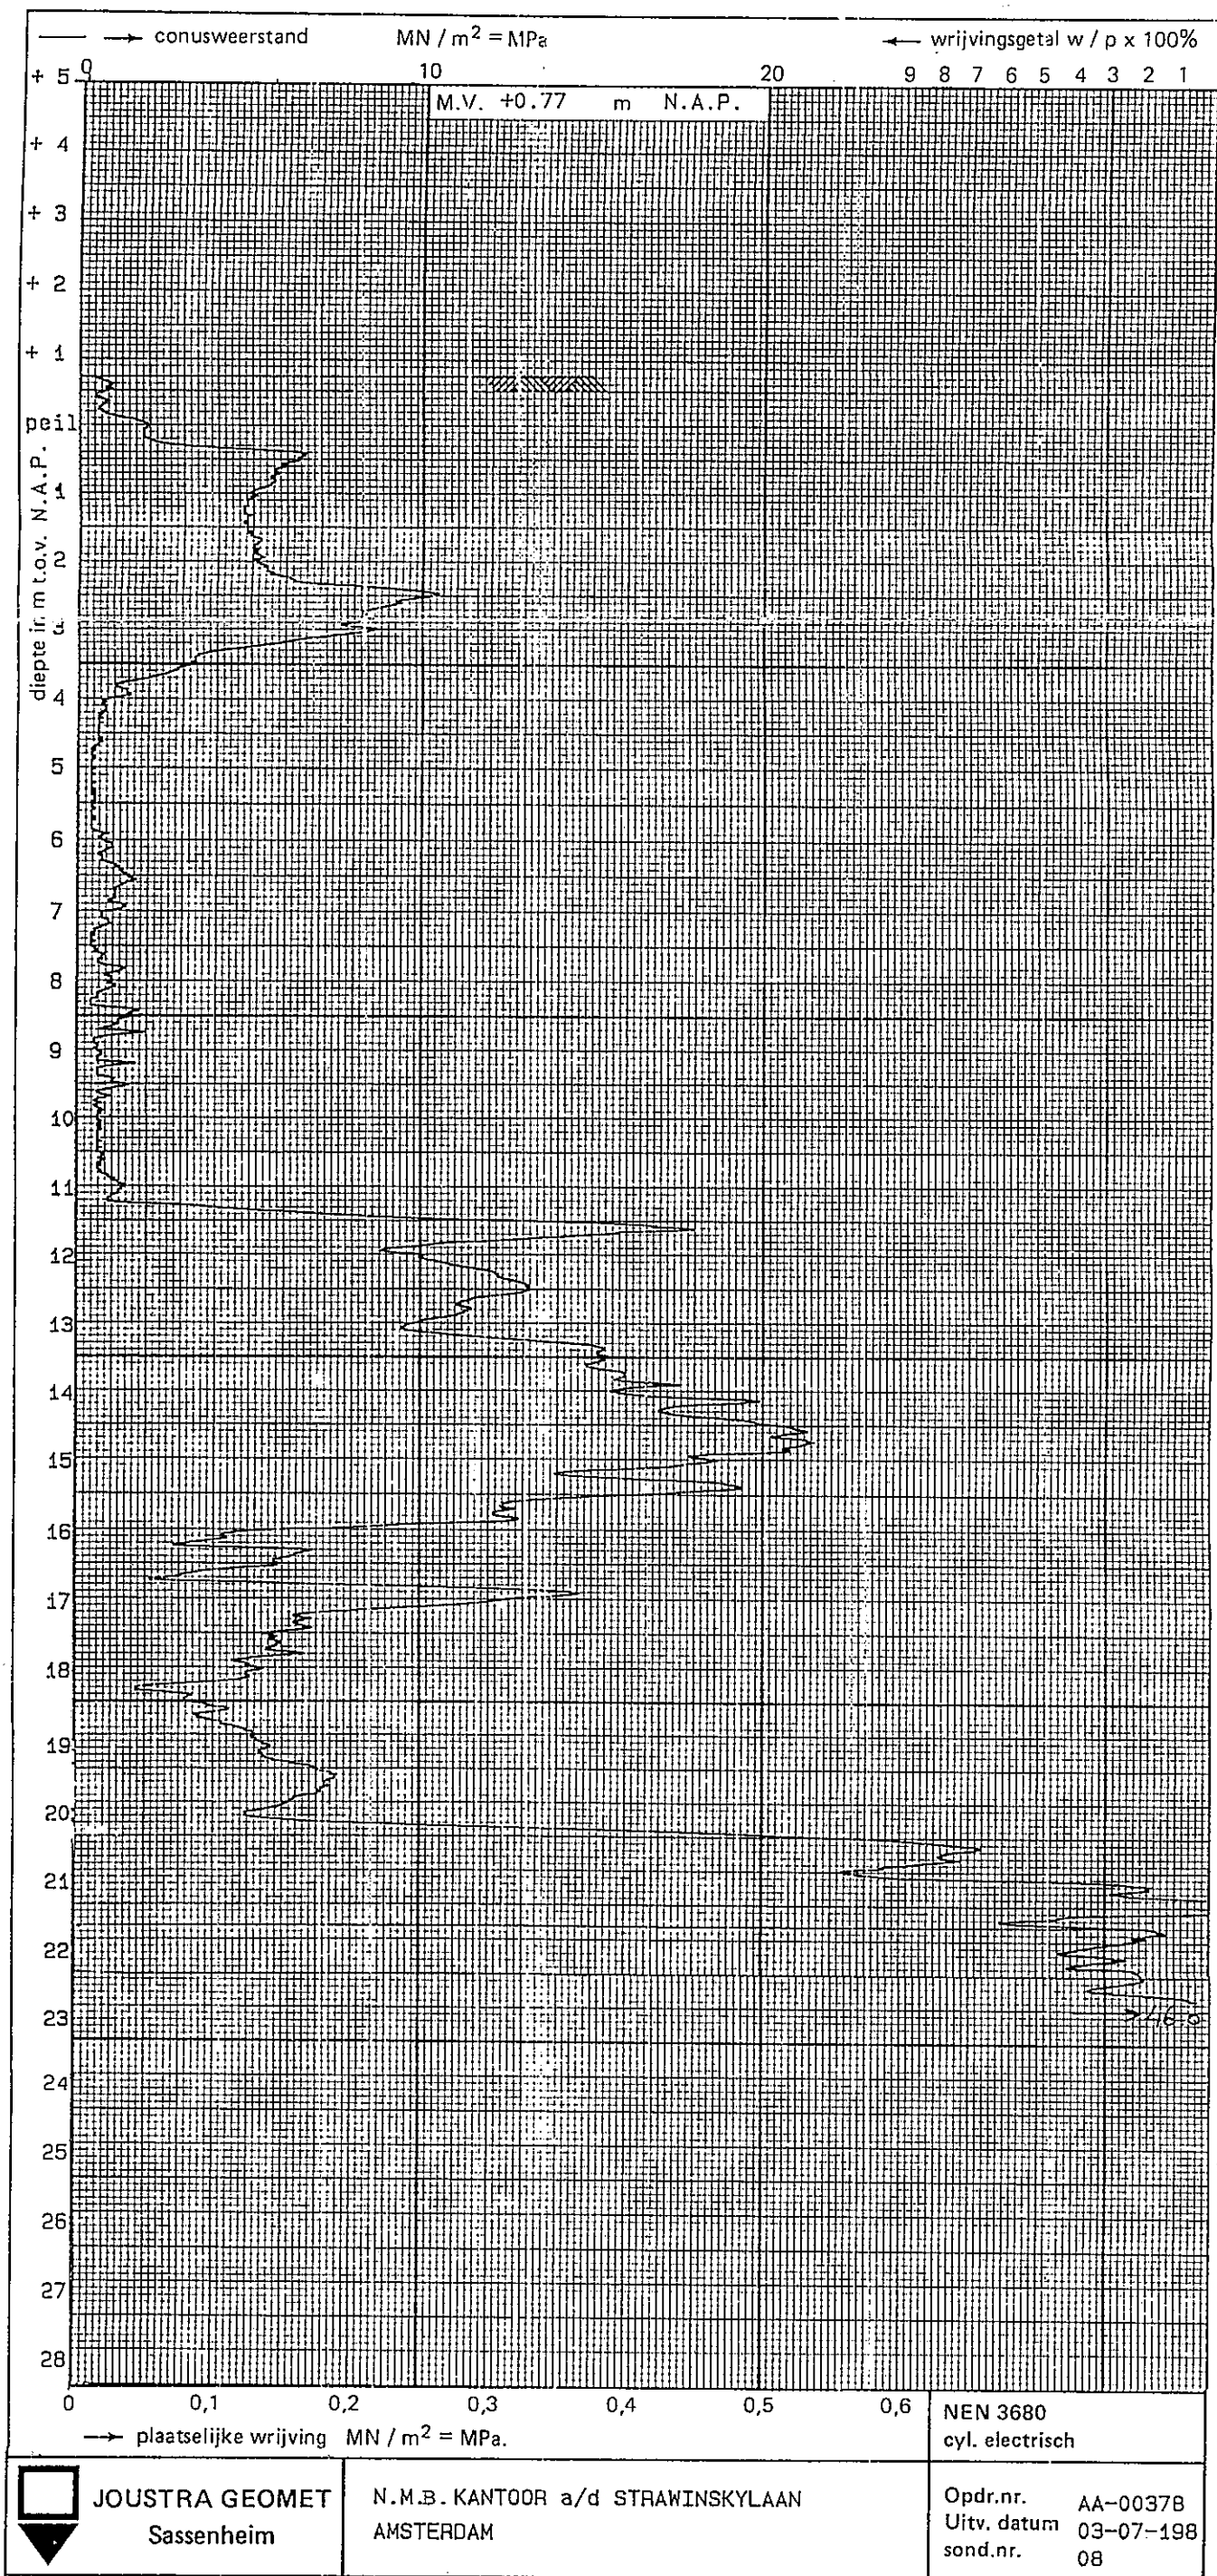 conusweerstand MN / m² = MPa wrijvingsgetal w / p x 100%
0 10 20 9 8 7 6 5 4 3 2 1
M.V. +0.77 m N.A.P.
+ 5
+ 4
+ 3
+ 2
+ 1
peil
diepte in m t.o.v. N.A.P.
1
2
3
4
5
6
7
8
9
10
11
12
13
14
15
16
17
18
19
20
21
22
23
>46.0
24
25
26
27
28
0 0,1 0,2 0,3 0,4 0,5 0,6
plaatselijke wrijving MN / m² = MPa.
NEN 3680
cyl. electrisch
JOUSTRA GEOMET
Sassenheim
N.M.B. KANTOOR a/d STRAWINSKYLAAN
AMSTERDAM
Opdr.nr. AA-00378
Uitv. datum 03-07-198
sond.nr. 08